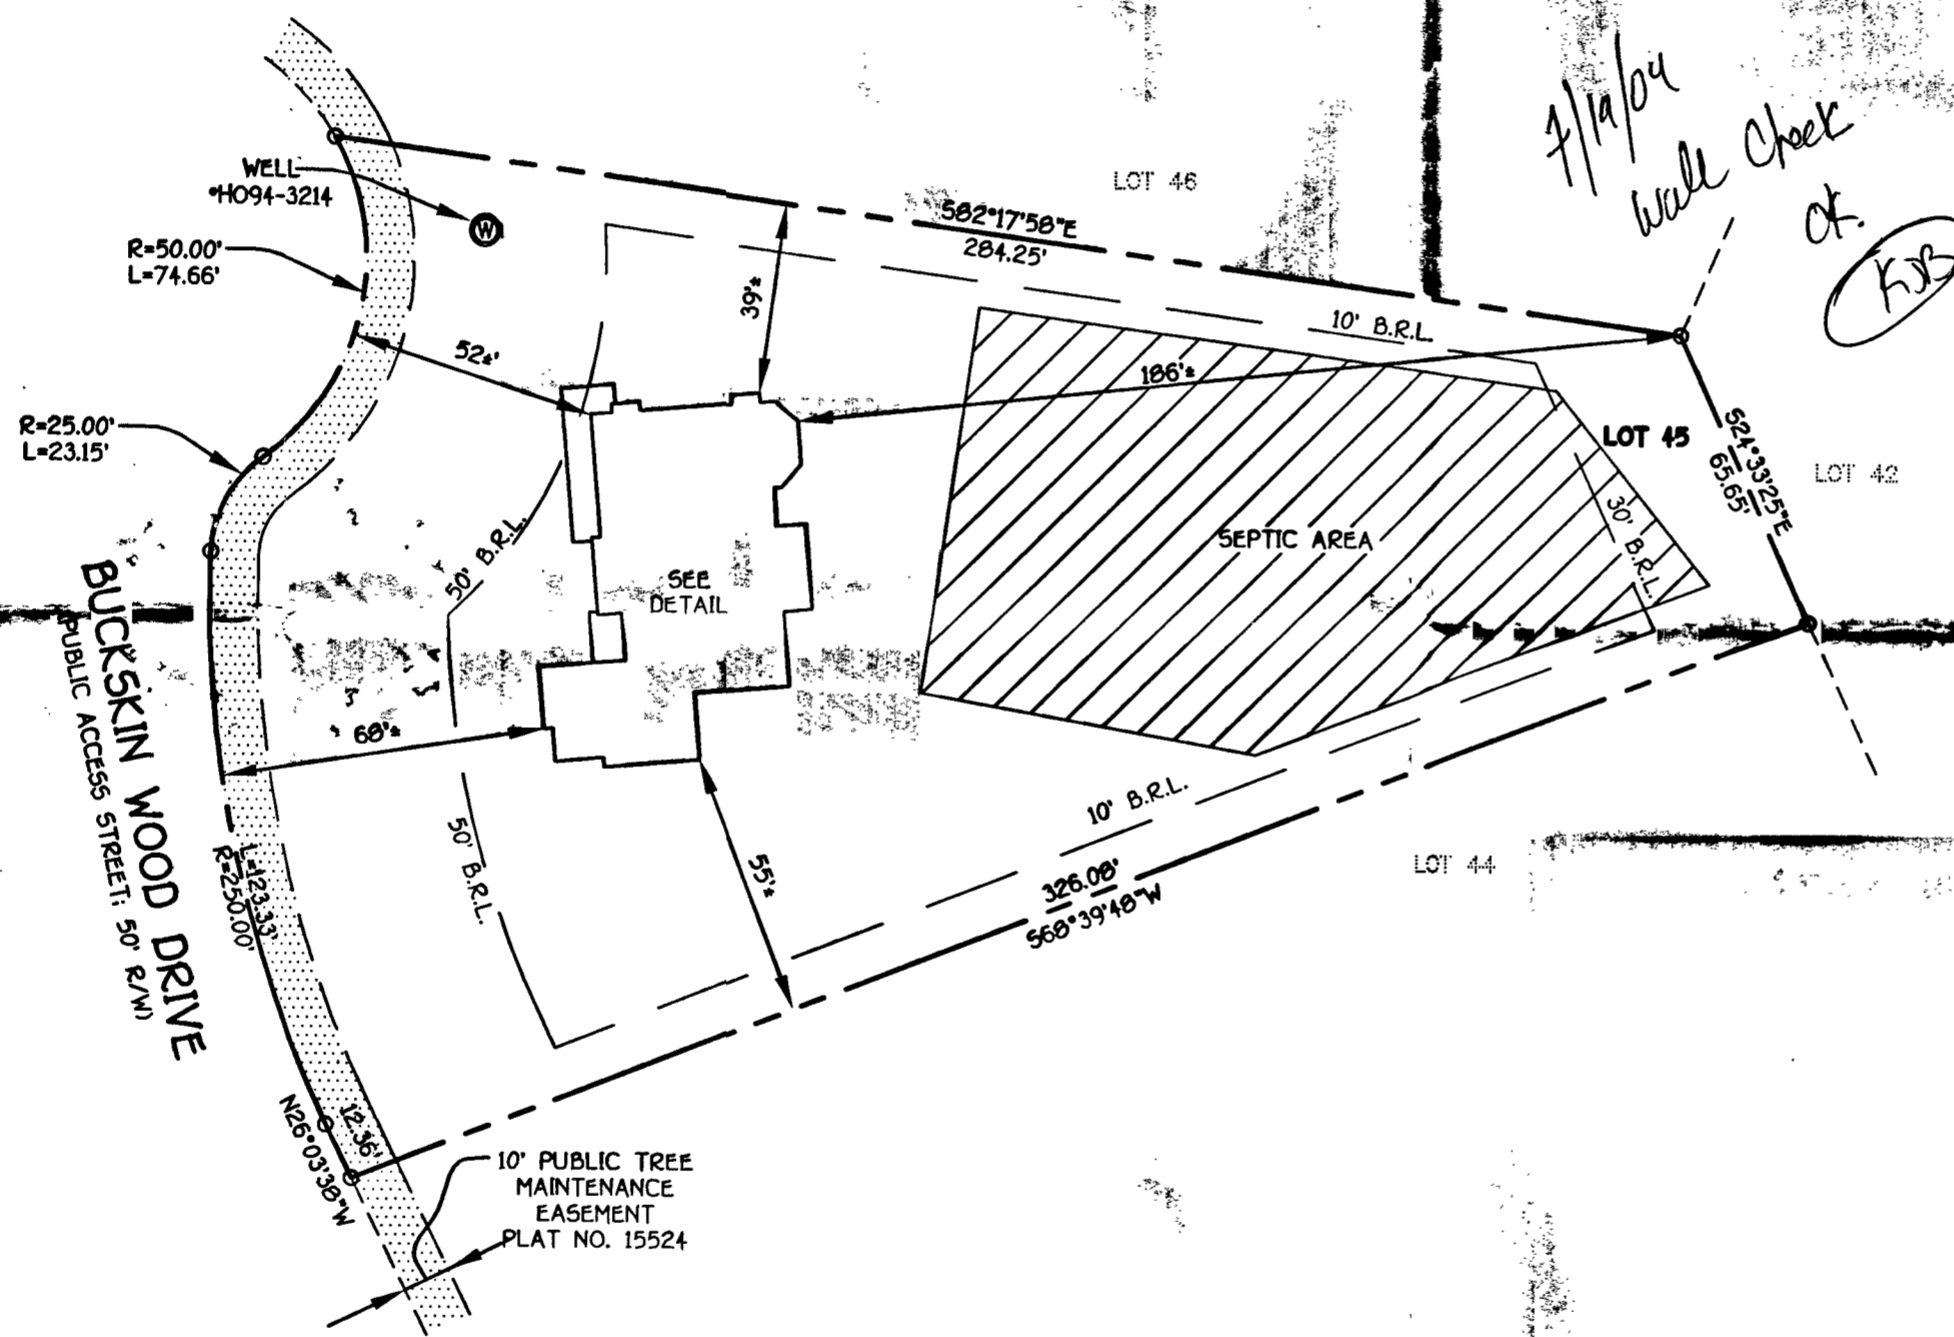 7/19/04
Wall Check
OK.
KJB
LOT 46
WELL
*HO94-3214
W
R=50.00'
L=74.66'
S82°17'58"E
284.25'
39'±
10' B.R.L.
52±'
186'±
R=25.00'
L=23.15'
LOT 45
S24°33'25"E
65.65'
LOT 42
50' B.R.L.
SEPTIC AREA
30' B.R.L.
SEE
DETAIL
BUCKSKIN WOOD DRIVE
(PUBLIC ACCESS STREET; 50' R/W)
68'±
10' B.R.L.
50' B.R.L.
55'±
L=123.33'
R=250.00'
LOT 44
326.08'
S68°39'48"W
12.36'
N26°03'38"W
10' PUBLIC TREE
MAINTENANCE
EASEMENT
PLAT NO. 15524